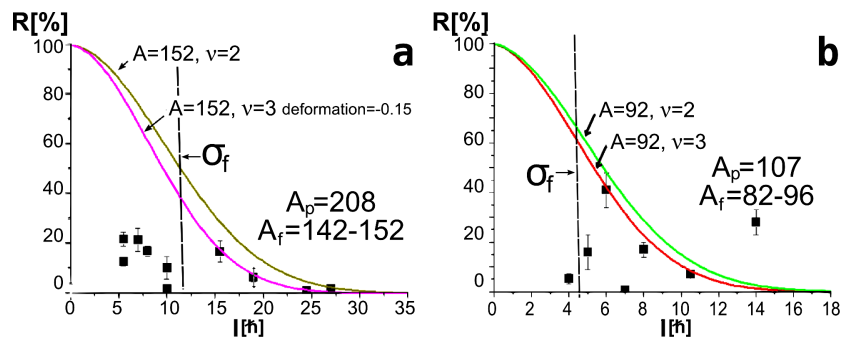 R[%]
a
100
80
60
40
20
0
A=152, ν=2
A=152, ν=3 deformation=-0.15
σf
Ap=208
Af=142-152
0 5 10 15 20 25 30 35
I[ħ]
R[%]
b
100
80
60
40
20
0
A=92, ν=2
A=92, ν=3
σf
Ap=107
Af=82-96
0 2 4 6 8 10 12 14 16 18
I[ħ]